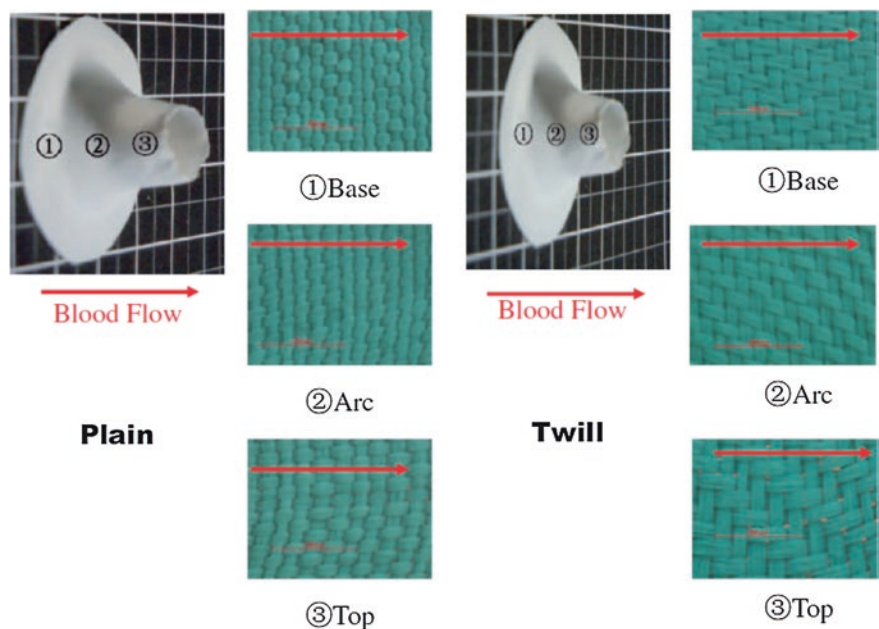 ① ② ③
Blood Flow
Plain
①Base
②Arc
③Top
① ② ③
Blood Flow
Twill
①Base
②Arc
③Top